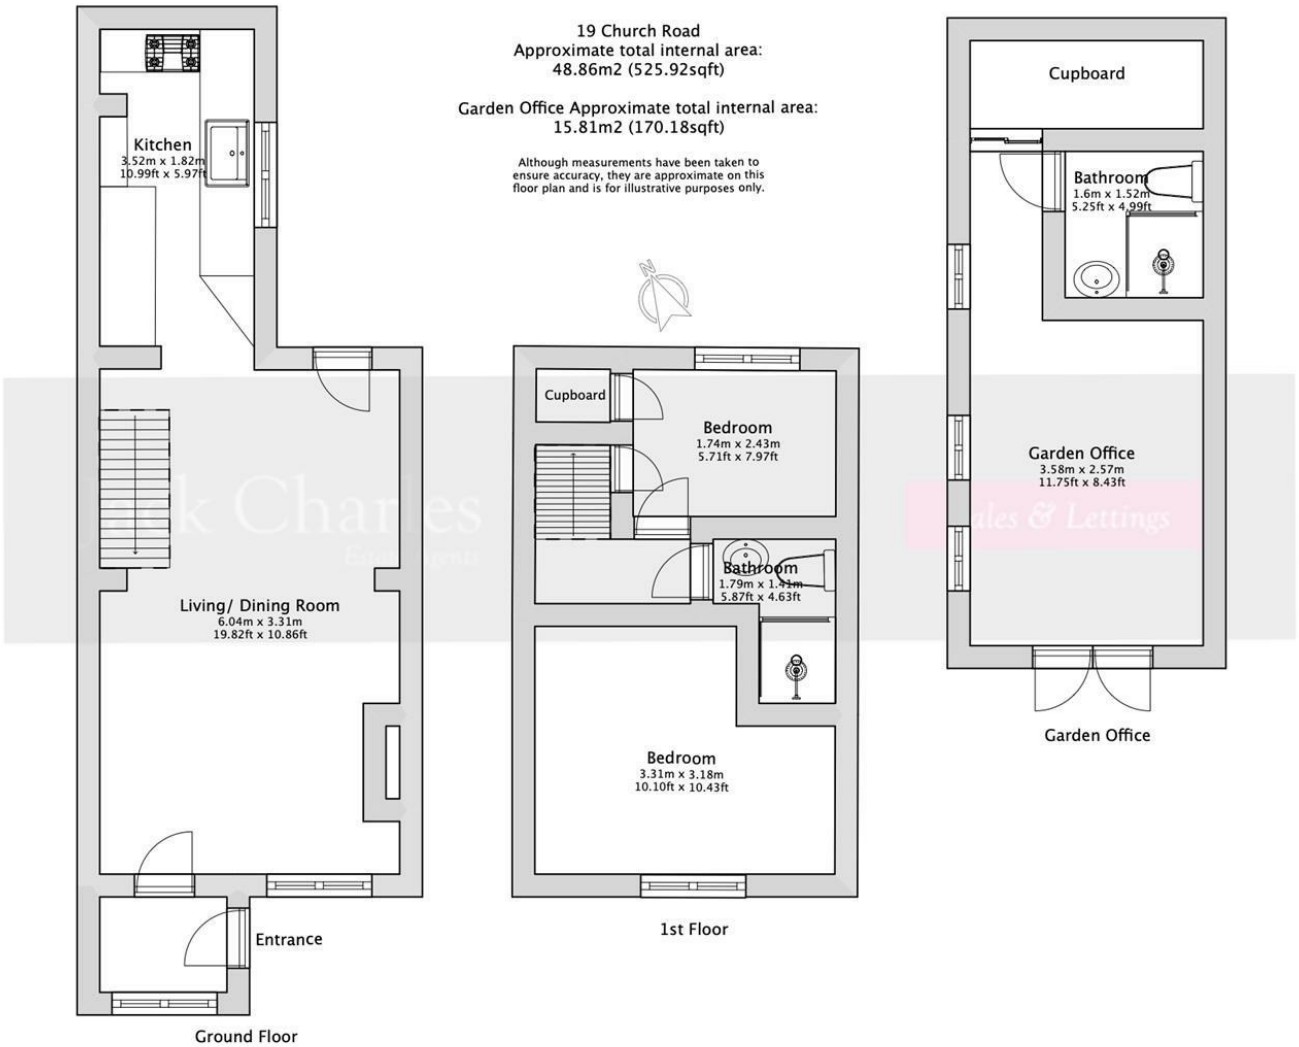 19 Church Road
Approximate total internal area:
48.86m2 (525.92sqft)
Garden Office Approximate total internal area:
15.81m2 (170.18sqft)
Although measurements have been taken to
ensure accuracy, they are approximate on this
floor plan and is for illustrative purposes only.
N
Kitchen
3.52m x 1.82m
10.99ft x 5.97ft
Living/ Dining Room
6.04m x 3.31m
19.82ft x 10.86ft
Entrance
Ground Floor
Cupboard
Bedroom
1.74m x 2.43m
5.71ft x 7.97ft
Bathroom
1.79m x 1.41m
5.87ft x 4.63ft
Bedroom
3.31m x 3.18m
10.10ft x 10.43ft
1st Floor
Cupboard
Bathroom
1.6m x 1.52m
5.25ft x 4.99ft
Garden Office
3.58m x 2.57m
11.75ft x 8.43ft
Garden Office
Jack Charles
Estate Agents
Sales & Lettings